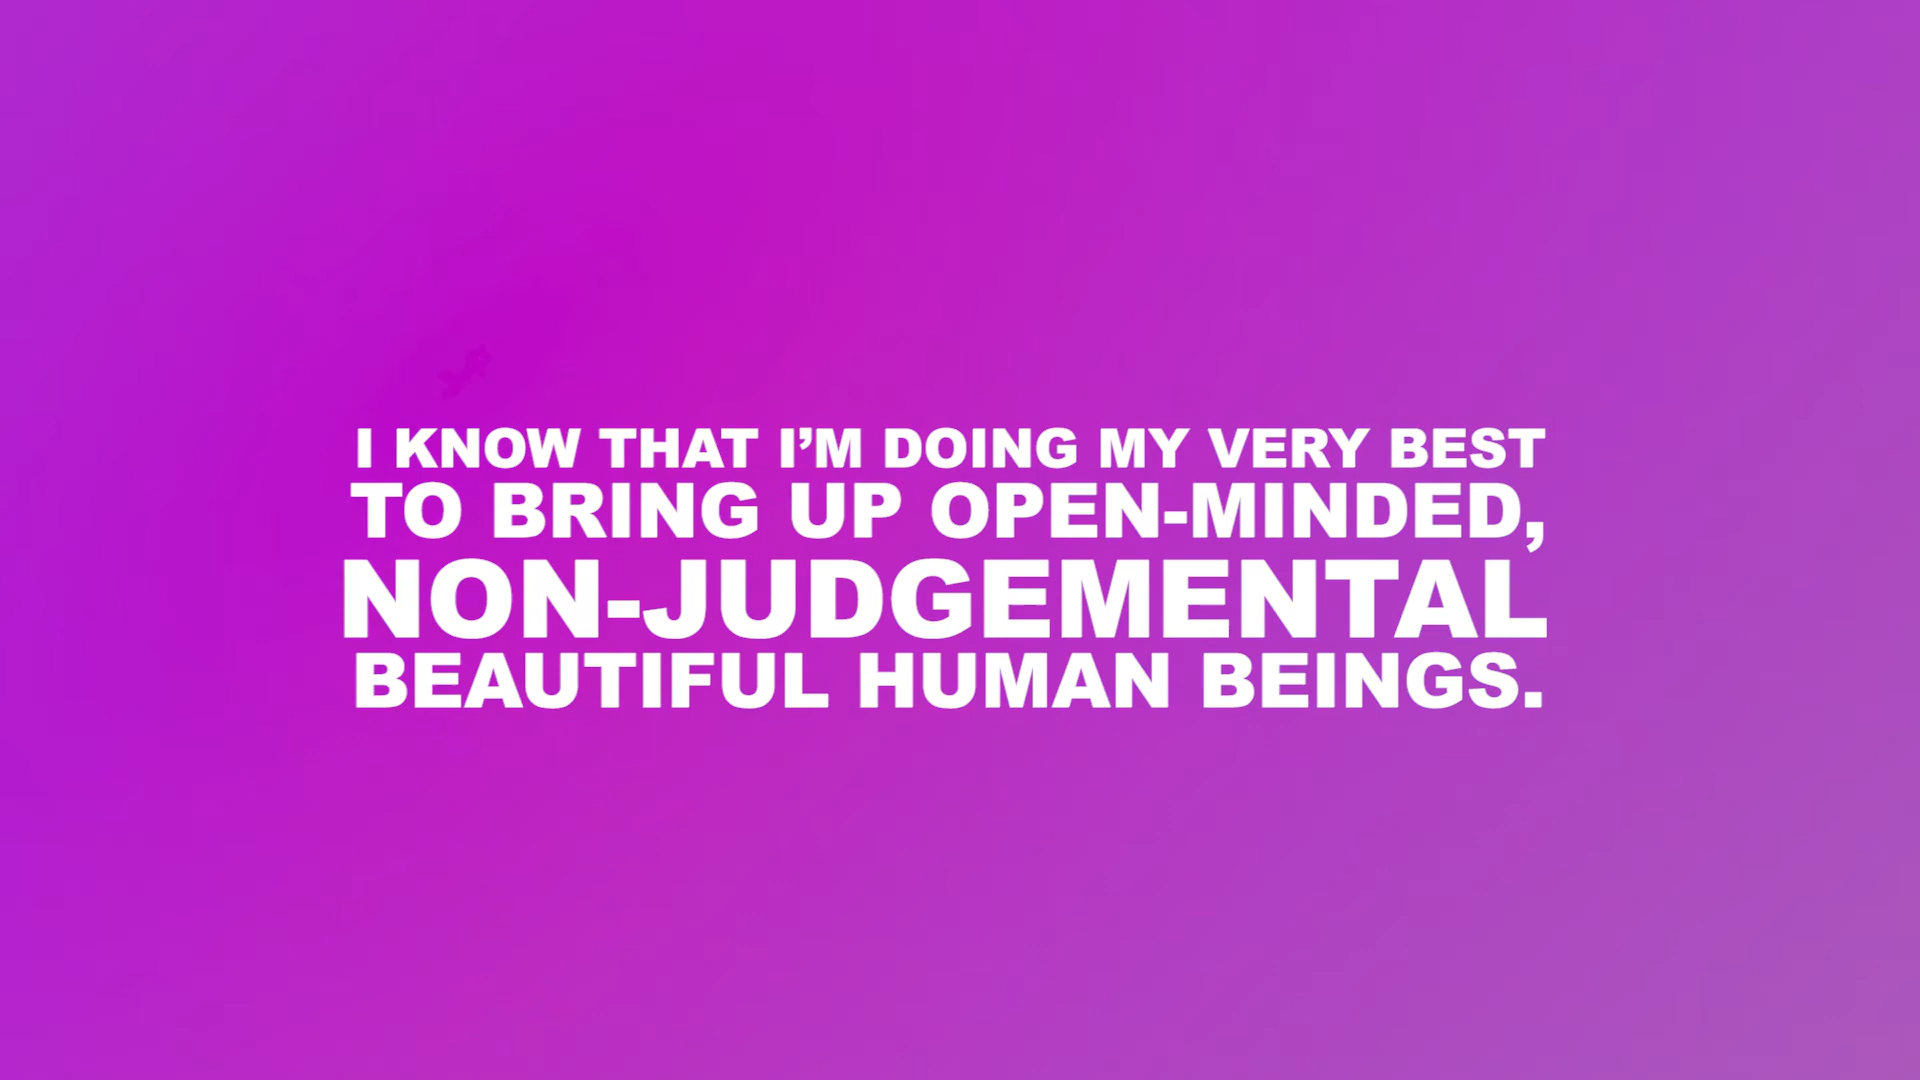 I KNOW THAT I’M DOING MY VERY BEST
TO BRING UP OPEN-MINDED,
NON-JUDGEMENTAL
BEAUTIFUL HUMAN BEINGS.